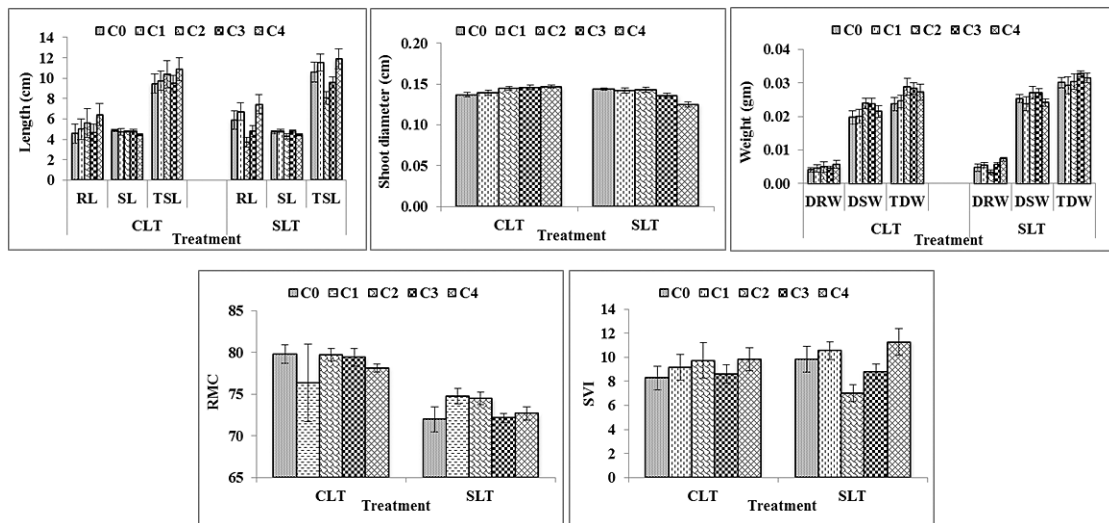 C0 C1 C2 C3 C4
Length (cm)
14
12
10
8
6
4
2
0
RL SL TSL RL SL TSL
CLT SLT
Treatment
C0 C1 C2 C3 C4
Shoot diameter (cm)
0.20
0.15
0.10
0.05
0.00
CLT SLT
Treatment
C0 C1 C2 C3 C4
Weight (gm)
0.04
0.03
0.02
0.01
0.00
DRW DSW TDW DRW DSW TDW
CLT SLT
Treatment
C0 C1 C2 C3 C4
RMC
85
80
75
70
65
CLT SLT
Treatment
C0 C1 C2 C3 C4
SVI
14
12
10
8
6
4
2
0
CLT SLT
Treatment